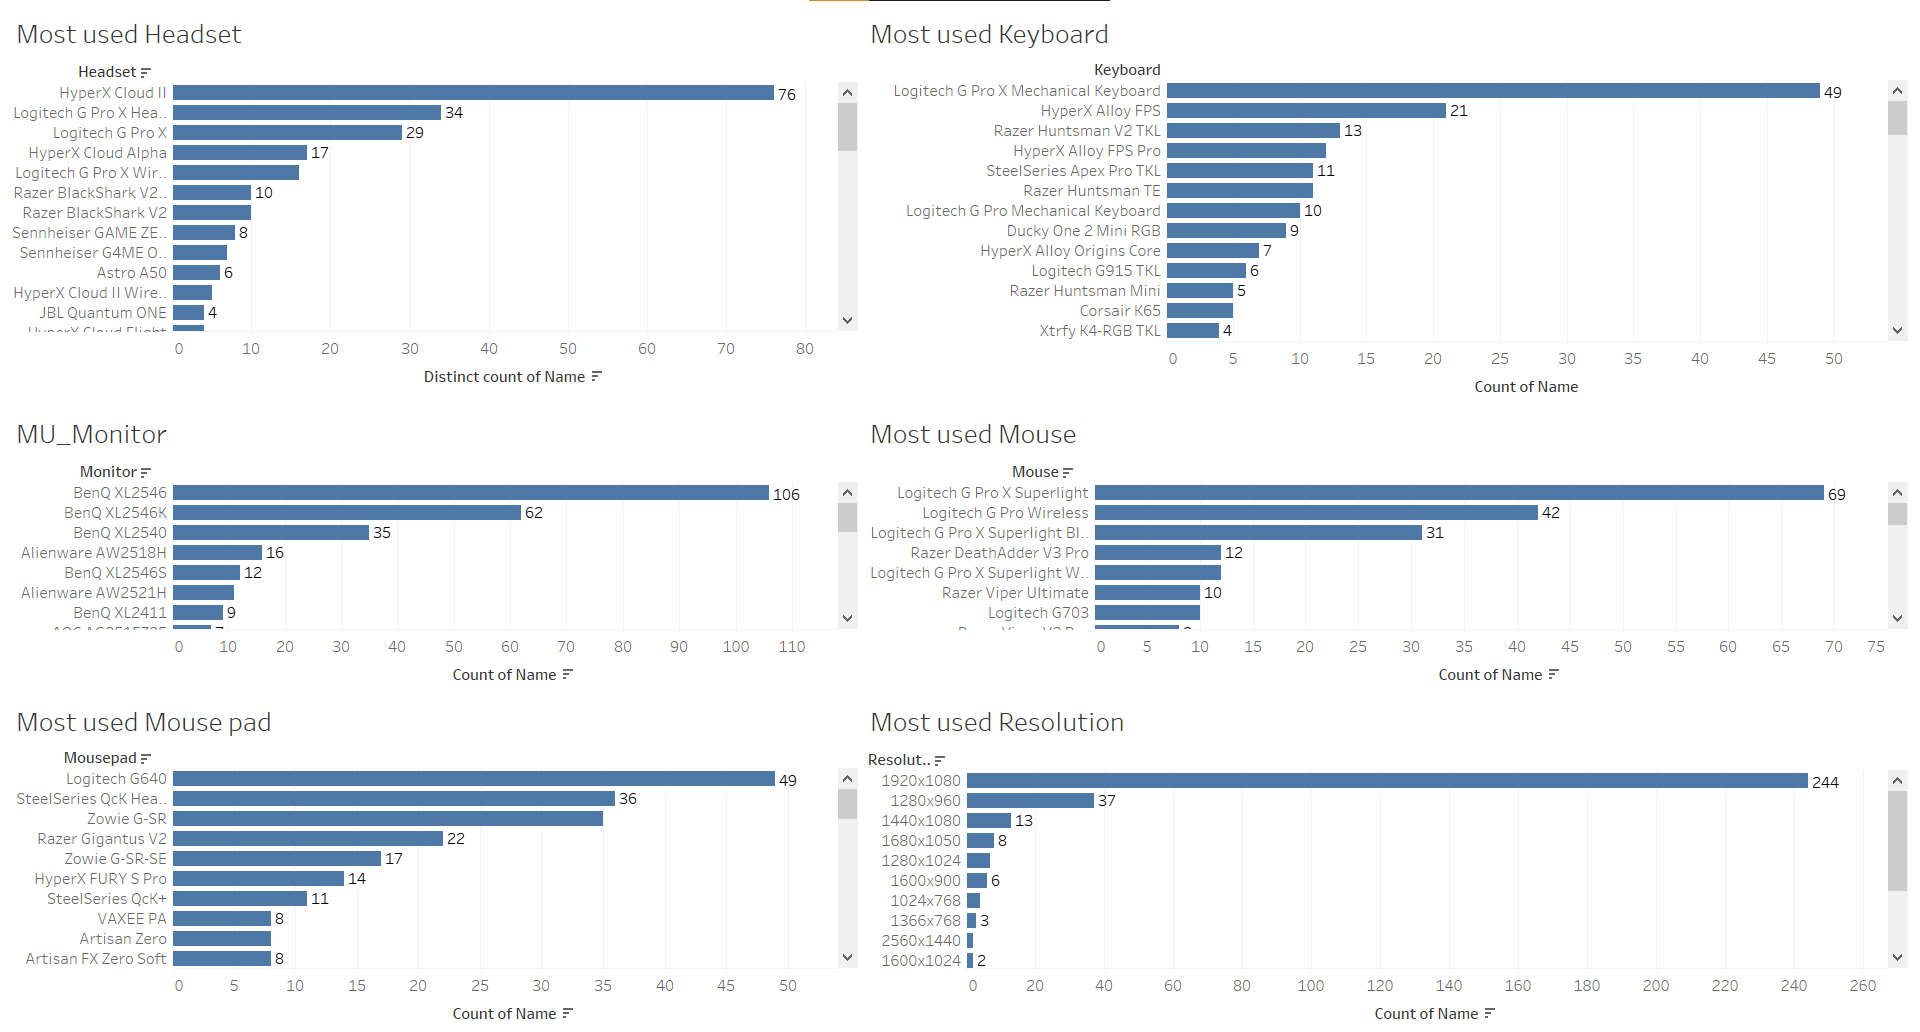 Most used Headset
Headset
HyperX Cloud II 76
Logitech G Pro X Hea.. 34
Logitech G Pro X 29
HyperX Cloud Alpha 17
Logitech G Pro X Wir..
Razer BlackShark V2.. 10
Razer BlackShark V2
Sennheiser GAME ZE.. 8
Sennheiser G4ME O..
Astro A50 6
HyperX Cloud II Wire..
JBL Quantum ONE 4
HyperX Cloud Flight
0 10 20 30 40 50 60 70 80
Distinct count of Name
Most used Keyboard
Keyboard
Logitech G Pro X Mechanical Keyboard 49
HyperX Alloy FPS 21
Razer Huntsman V2 TKL 13
HyperX Alloy FPS Pro
SteelSeries Apex Pro TKL 11
Razer Huntsman TE
Logitech G Pro Mechanical Keyboard 10
Ducky One 2 Mini RGB 9
HyperX Alloy Origins Core 7
Logitech G915 TKL 6
Razer Huntsman Mini 5
Corsair K65
Xtrfy K4-RGB TKL 4
0 5 10 15 20 25 30 35 40 45 50
Count of Name
MU_Monitor
Monitor
BenQ XL2546 106
BenQ XL2546K 62
BenQ XL2540 35
Alienware AW2518H 16
BenQ XL2546S 12
Alienware AW2521H
BenQ XL2411 9
0 10 20 30 40 50 60 70 80 90 100 110
Count of Name
Most used Mouse
Mouse
Logitech G Pro X Superlight 69
Logitech G Pro Wireless 42
Logitech G Pro X Superlight Bl.. 31
Razer DeathAdder V3 Pro 12
Logitech G Pro X Superlight W..
Razer Viper Ultimate 10
Logitech G703
0 5 10 15 20 25 30 35 40 45 50 55 60 65 70 75
Count of Name
Most used Mouse pad
Mousepad
Logitech G640 49
SteelSeries QcK Hea.. 36
Zowie G-SR
Razer Gigantus V2 22
Zowie G-SR-SE 17
HyperX FURY S Pro 14
SteelSeries QcK+ 11
VAXEE PA 8
Artisan Zero
Artisan FX Zero Soft 8
0 5 10 15 20 25 30 35 40 45 50
Count of Name
Most used Resolution
Resolut..
1920x1080 244
1280x960 37
1440x1080 13
1680x1050 8
1280x1024
1600x900 6
1024x768
1366x768 3
2560x1440
1600x1024 2
0 20 40 60 80 100 120 140 160 180 200 220 240 260
Count of Name